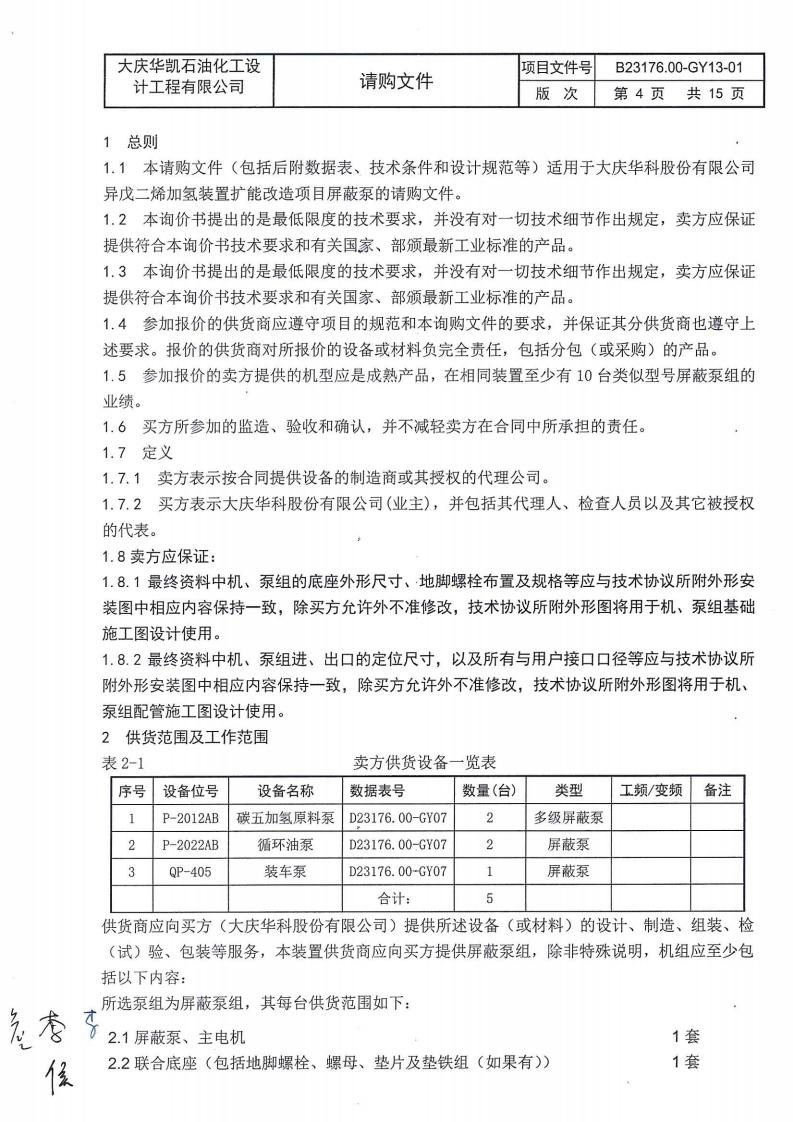 大庆华凯石油化工设
计工程有限公司
请购文件
项目文件号
B23176.00-GY13-01
版 次
第 4 页 共 15 页
1 总则
1.1 本请购文件（包括后附数据表、技术条件和设计规范等）适用于大庆华科股份有限公司
异戊二烯加氢装置扩能改造项目屏蔽泵的请购文件。
1.2 本询价书提出的是最低限度的技术要求，并没有对一切技术细节作出规定，卖方应保证
提供符合本询价书技术要求和有关国家、部颁最新工业标准的产品。
1.3 本询价书提出的是最低限度的技术要求，并没有对一切技术细节作出规定，卖方应保证
提供符合本询价书技术要求和有关国家、部颁最新工业标准的产品。
1.4 参加报价的供货商应遵守项目的规范和本询购文件的要求，并保证其分供货商也遵守上
述要求。报价的供货商对所报价的设备或材料负完全责任，包括分包（或采购）的产品。
1.5 参加报价的卖方提供的机型应是成熟产品，在相同装置至少有 10 台类似型号屏蔽泵组的
业绩。
1.6 买方所参加的监造、验收和确认，并不减轻卖方在合同中所承担的责任。
1.7 定义
1.7.1 卖方表示按合同提供设备的制造商或其授权的代理公司。
1.7.2 买方表示大庆华科股份有限公司(业主)，并包括其代理人、检查人员以及其它被授权
的代表。
1.8 卖方应保证：
1.8.1 最终资料中机、泵组的底座外形尺寸、地脚螺栓布置及规格等应与技术协议所附外形安
装图中相应内容保持一致，除买方允许外不准修改，技术协议所附外形图将用于机、泵组基础
施工图设计使用。
1.8.2 最终资料中机、泵组进、出口的定位尺寸，以及所有与用户接口口径等应与技术协议所
附外形安装图中相应内容保持一致，除买方允许外不准修改，技术协议所附外形图将用于机、
泵组配管施工图设计使用。
2 供货范围及工作范围
表 2-1 卖方供货设备一览表
序号 设备位号 设备名称 数据表号 数量(台) 类型 工频/变频 备注
1 P-2012AB 碳五加氢原料泵 D23176.00-GY07 2 多级屏蔽泵
2 P-2022AB 循环油泵 D23176.00-GY07 2 屏蔽泵
3 QP-405 装车泵 D23176.00-GY07 1 屏蔽泵
合计： 5
供货商应向买方（大庆华科股份有限公司）提供所述设备（或材料）的设计、制造、组装、检
（试）验、包装等服务，本装置供货商应向买方提供屏蔽泵组，除非特殊说明，机组应至少包
括以下内容：
所选泵组为屏蔽泵组，其每台供货范围如下：
2.1 屏蔽泵、主电机 1 套
2.2 联合底座（包括地脚螺栓、螺母、垫片及垫铁组（如果有）） 1 套